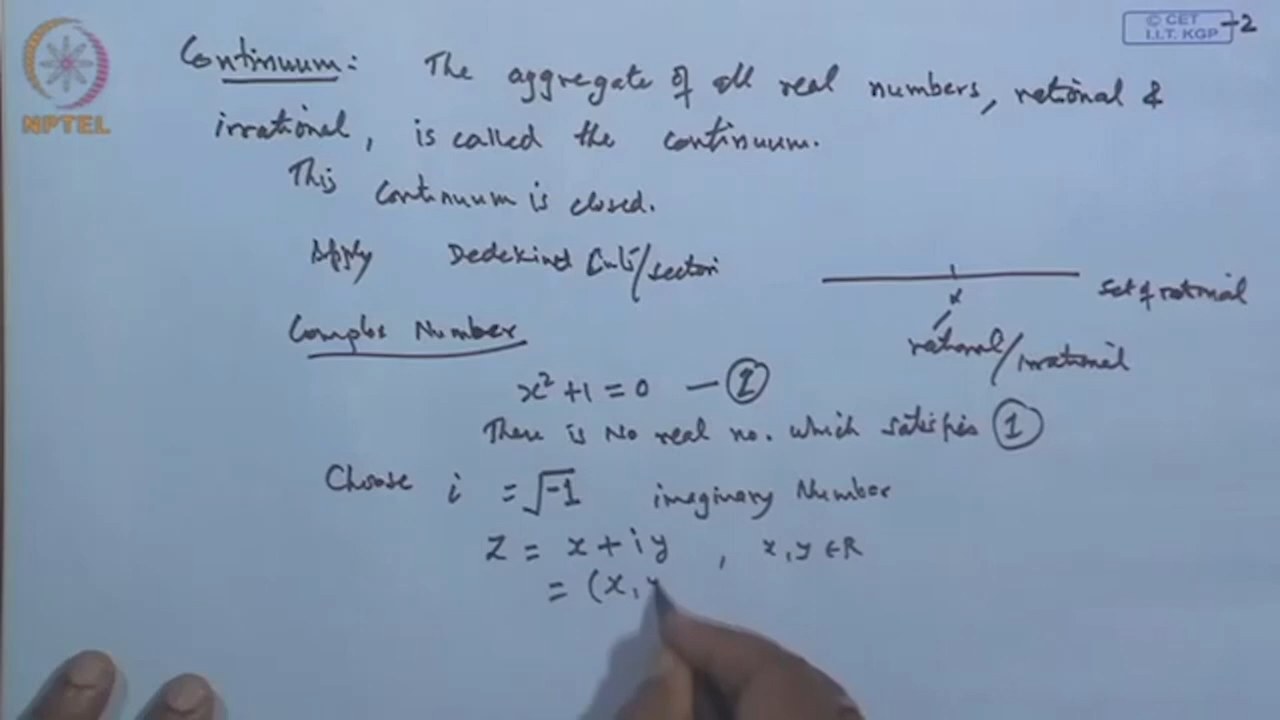 © CET
I.I.T. KGP -2
NPTEL
Continuum: The aggregate of all real numbers, rational &
irrational, is called the continuum.
This continuum is closed.
Apply Dedekind Cut/section
set of rational
x
rational/irrational
Complex Number
x² + 1 = 0 — ①
There is No real no. which satisfies ①
Choose i = √-1 imaginary Number
z = x + iy , x, y ∈ R
= (x, y